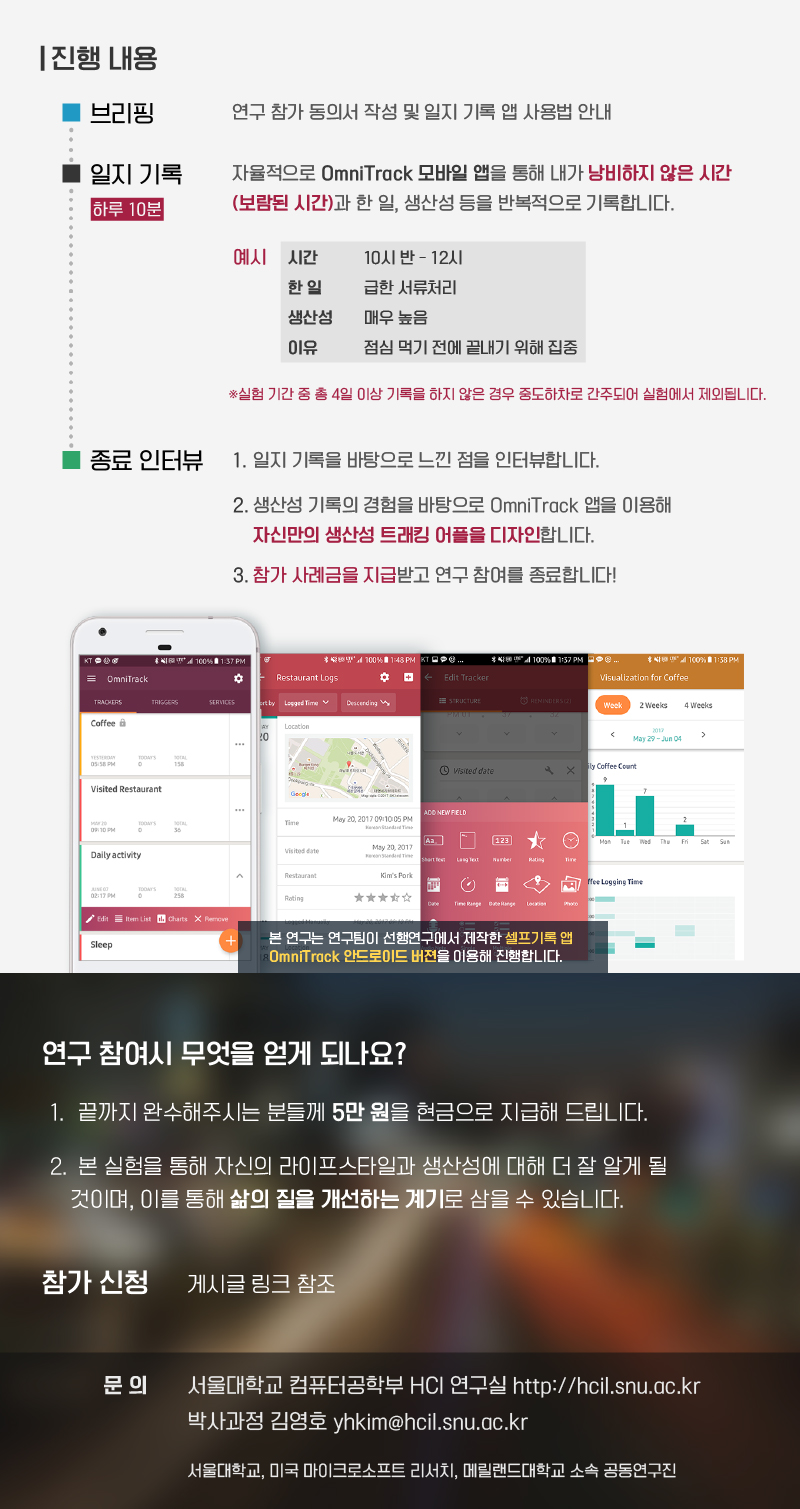 진행 내용
브리핑
연구 참가 동의서 작성 및 일지 기록 앱 사용법 안내
일지 기록
하루 10분
자율적으로 OmniTrack 모바일 앱을 통해 내가 낭비하지 않은 시간
(보람된 시간)과 한 일, 생산성 등을 반복적으로 기록합니다.
예시
시간 10시 반 - 12시
한 일 급한 서류처리
생산성 매우 높음
이유 점심 먹기 전에 끝내기 위해 집중
※실험 기간 중 총 4일 이상 기록을 하지 않은 경우 중도하차로 간주되어 실험에서 제외됩니다.
종료 인터뷰
1. 일지 기록을 바탕으로 느낀 점을 인터뷰합니다.
2. 생산성 기록의 경험을 바탕으로 OmniTrack 앱을 이용해
자신만의 생산성 트래킹 어플을 디자인합니다.
3. 참가 사례금을 지급받고 연구 참여를 종료합니다!
KT 100% 1:37 PM
OmniTrack
TRACKERS TRIGGERS SERVICES
Coffee
YESTERDAY TODAY'S TOTAL
05:58 PM 0 158
Visited Restaurant
MAY 20 TODAY'S TOTAL
09:10 PM 0 36
Daily activity
JUNE 07 TODAY'S TOTAL
02:17 PM 0 258
Edit Item List Charts Remove
Sleep
100% 1:48 PM
Restaurant Logs
Logged Time Descending
20
Location
Google
Time May 20, 2017 09:10:05 PM
Korean Standard Time
Visited date May 20, 2017
Korean Standard Time
Restaurant Kim's Pork
Rating
KT 100% 1:37 PM
Edit Tracker
STRUCTURE REMINDERS
Visited date
ADD NEW FIELD
Aa.. 123
Short Text Long Text Number Rating Time
Date Time Range Date Range Location Photo
100% 1:38 PM
Visualization for Coffee
Week 2 Weeks 4 Weeks
2017
May 29 - Jun 04
Coffee Count
9 1 7 2
Mon Tue Wed Thu Fri Sat Sun
Logging Time
본 연구는 연구팀이 선행연구에서 제작한 셀프기록 앱
OmniTrack 안드로이드 버젼을 이용해 진행합니다.
연구 참여시 무엇을 얻게 되나요?
1. 끝까지 완수해주시는 분들께 5만 원을 현금으로 지급해 드립니다.
2. 본 실험을 통해 자신의 라이프스타일과 생산성에 대해 더 잘 알게 될
것이며, 이를 통해 삶의 질을 개선하는 계기로 삼을 수 있습니다.
참가 신청 게시글 링크 참조
문 의 서울대학교 컴퓨터공학부 HCI 연구실 http://hcil.snu.ac.kr
박사과정 김영호 yhkim@hcil.snu.ac.kr
서울대학교, 미국 마이크로소프트 리서치, 메릴랜드대학교 소속 공동연구진